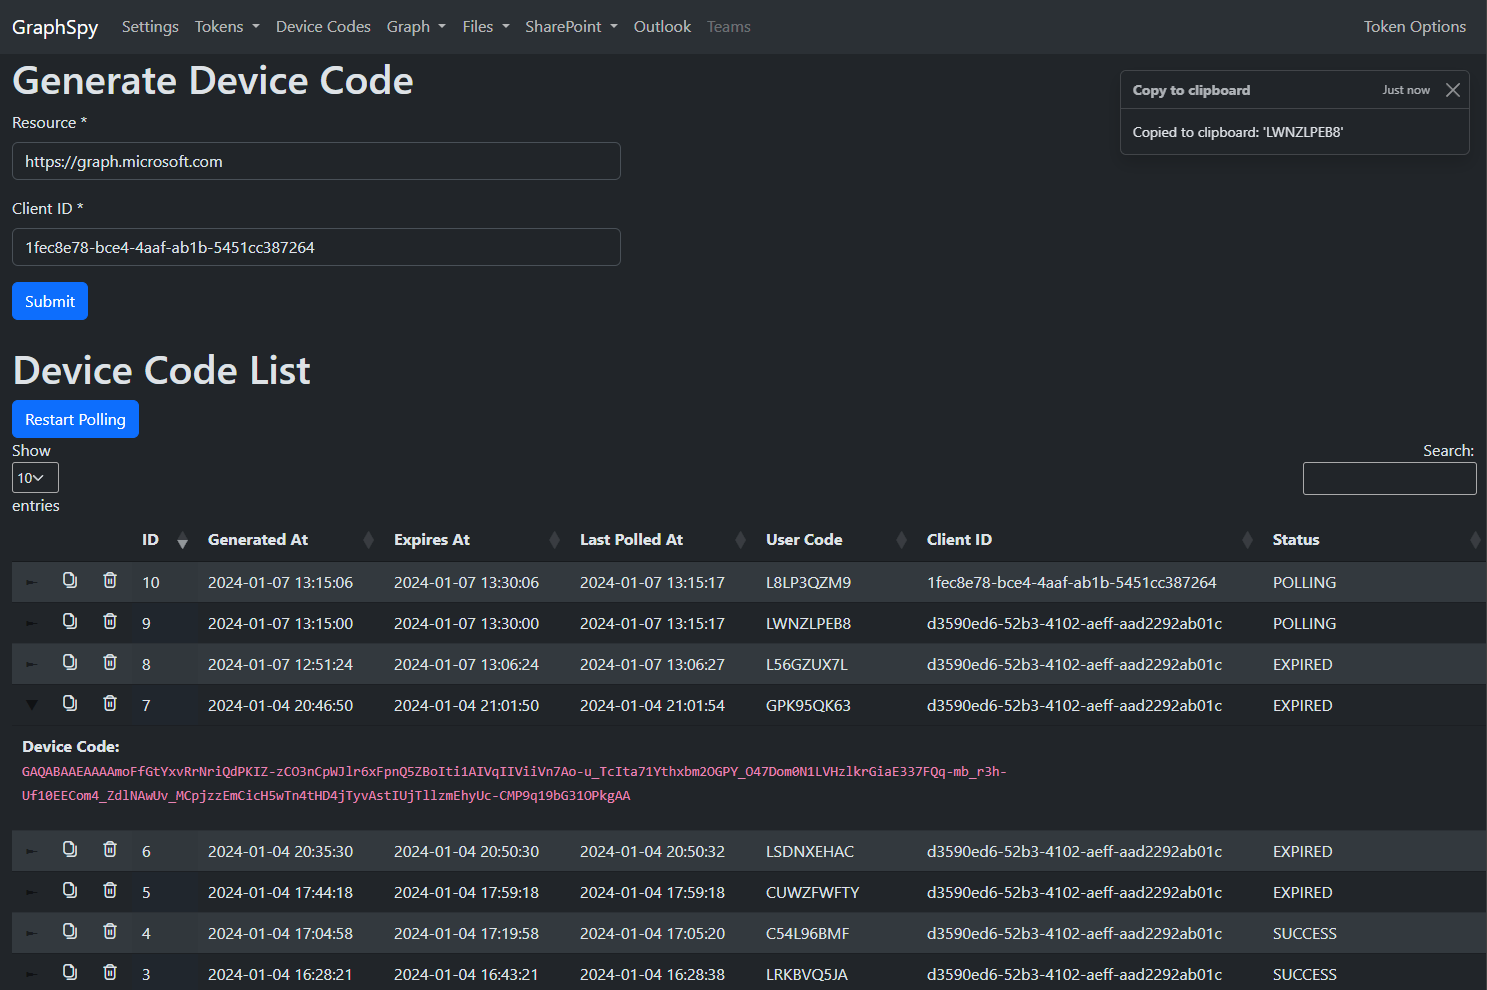 GraphSpy Settings Tokens Device Codes Graph Files SharePoint Outlook Teams Token Options
Generate Device Code
Copy to clipboard Just now
Copied to clipboard: 'LWNZLPEB8'
Resource *
https://graph.microsoft.com
Client ID *
1fec8e78-bce4-4aaf-ab1b-5451cc387264
Submit
Device Code List
Restart Polling
Show
10
entries
Search:
ID Generated At Expires At Last Polled At User Code Client ID Status
10 2024-01-07 13:15:06 2024-01-07 13:30:06 2024-01-07 13:15:17 L8LP3QZM9 1fec8e78-bce4-4aaf-ab1b-5451cc387264 POLLING
9 2024-01-07 13:15:00 2024-01-07 13:30:00 2024-01-07 13:15:17 LWNZLPEB8 d3590ed6-52b3-4102-aeff-aad2292ab01c POLLING
8 2024-01-07 12:51:24 2024-01-07 13:06:24 2024-01-07 13:06:27 L56GZUX7L d3590ed6-52b3-4102-aeff-aad2292ab01c EXPIRED
7 2024-01-04 20:46:50 2024-01-04 21:01:50 2024-01-04 21:01:54 GPK95QK63 d3590ed6-52b3-4102-aeff-aad2292ab01c EXPIRED
Device Code:
GAQABAAEAAAAmoFfGtYxvRrNriQdPKIZ-zCO3nCpWJlr6xFpnQ5ZBoIti1AIVqIIViiVn7Ao-u_TcIta71Ythxbm2OGPY_O47Dom0N1LVHzlkrGiaE337FQq-mb_r3h-
Uf10EECom4_ZdlNAwUv_MCpjzzEmCicH5wTn4tHD4jTyvAstIUjTllzmEhyUc-CMP9q19bG31OPkgAA
6 2024-01-04 20:35:30 2024-01-04 20:50:30 2024-01-04 20:50:32 LSDNXEHAC d3590ed6-52b3-4102-aeff-aad2292ab01c EXPIRED
5 2024-01-04 17:44:18 2024-01-04 17:59:18 2024-01-04 17:59:18 CUWZFWFTY d3590ed6-52b3-4102-aeff-aad2292ab01c EXPIRED
4 2024-01-04 17:04:58 2024-01-04 17:19:58 2024-01-04 17:05:20 C54L96BMF d3590ed6-52b3-4102-aeff-aad2292ab01c SUCCESS
3 2024-01-04 16:28:21 2024-01-04 16:43:21 2024-01-04 16:28:38 LRKBVQ5JA d3590ed6-52b3-4102-aeff-aad2292ab01c SUCCESS